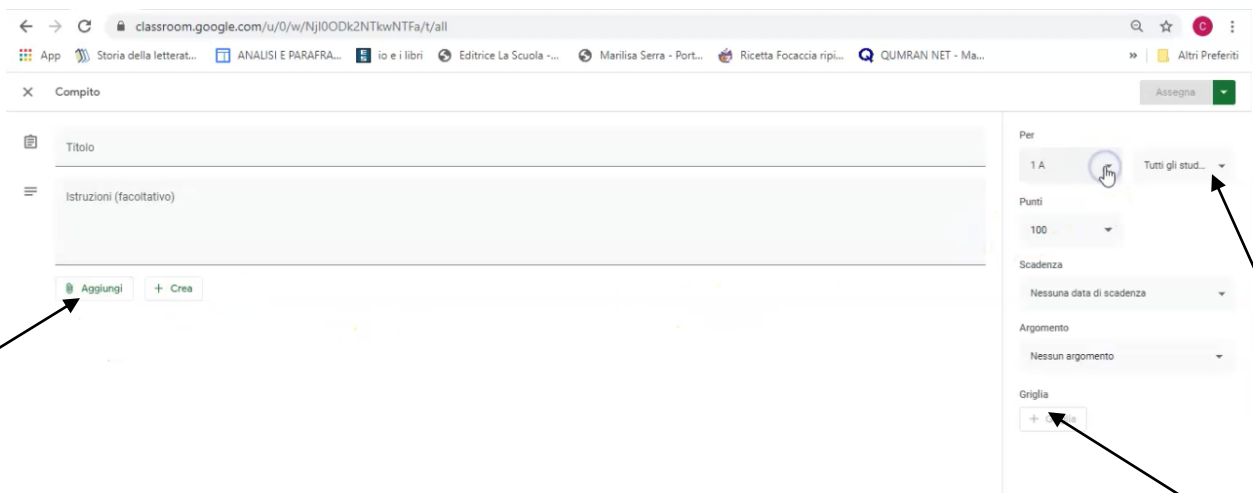 classroom.google.com/u/0/w/NjI0ODk2NTkwNTFa/t/all
C
App Storia della letterat... ANALISI E PARAFRA... io e i libri Editrice La Scuola -... Marilisa Serra - Port... Ricetta Focaccia ripi... QUMRAN NET - Ma... » Altri Preferiti
Compito
Assegna
Titolo
Istruzioni (facoltativo)
Aggiungi
+ Crea
Per
1 A
Tutti gli stud...
Punti
100
Scadenza
Nessuna data di scadenza
Argomento
Nessun argomento
Griglia
+